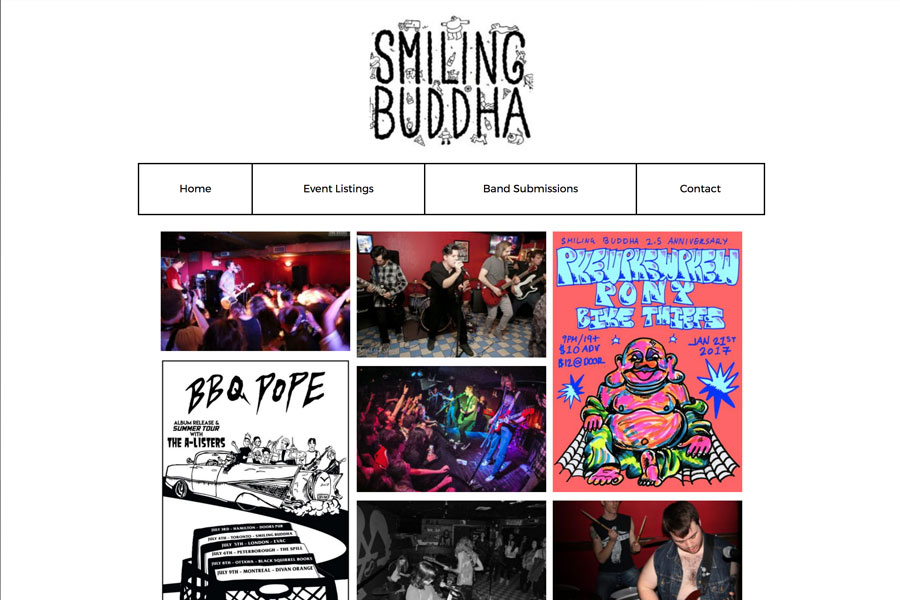 SMILING
BUDDHA
Home
Event Listings
Band Submissions
Contact
SMILING BUDDHA 2.5 ANNIVERSARY
PKEWPKEWPKEW
PONY
BIKE THIEFS
9PM/19+
$10 ADV
$12@DOOR
JAN 21ST
2017
BBQ POPE
ALBUM RELEASE &
SUMMER TOUR
WITH
THE A-LISTERS
JULY 3RD - HAMILTON - DOORS PUB
JULY 4TH - TORONTO - SMILING BUDDHA
JULY 5TH - LONDON - EVAC
JULY 6TH - PETERBOROUGH - THE SPILL
JULY 8TH - OTTAWA - BLACK SQUIRREL BOOKS
JULY 9TH - MONTREAL - DIVAN ORANGE